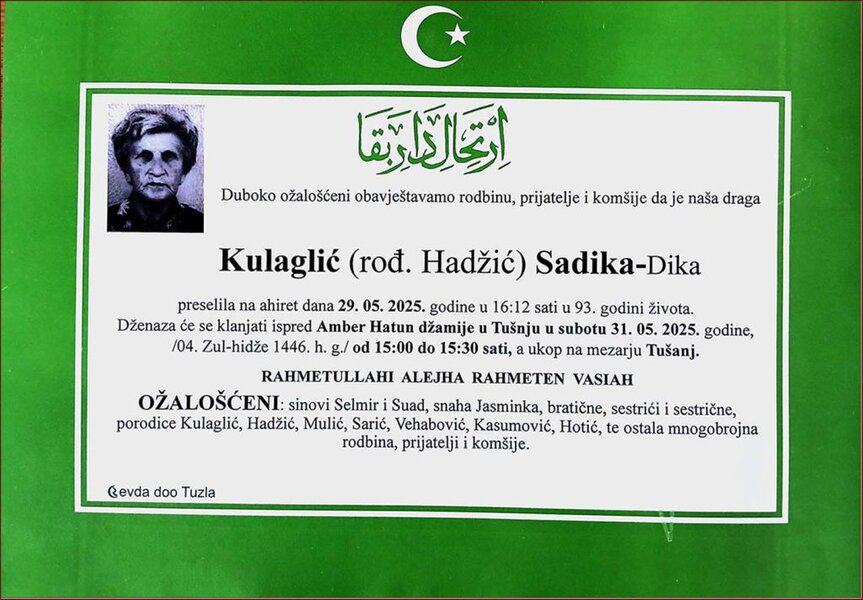 اِرْتِحَالِ دَارِ بَقَا
Duboko ožalošćeni obavještavamo rodbinu, prijatelje i komšije da je naša draga
Kulaglić (rođ. Hadžić) Sadika-Dika
preselila na ahiret dana 29. 05. 2025. godine u 16:12 sati u 93. godini života.
Dženaza će se klanjati ispred Amber Hatun džamije u Tušnju u subotu 31. 05. 2025. godine,
/04. Zul-hidže 1446. h. g./ od 15:00 do 15:30 sati, a ukop na mezarju Tušanj.
RAHMETULLAHI ALEJHA RAHMETEN VASIAH
OŽALOŠĆENI: sinovi Selmir i Suad, snaha Jasminka, bratične, sestrići i sestrične,
porodice Kulaglić, Hadžić, Mulić, Sarić, Vehabović, Kasumović, Hotić, te ostala mnogobrojna
rodbina, prijatelji i komšije.
Sevda doo Tuzla